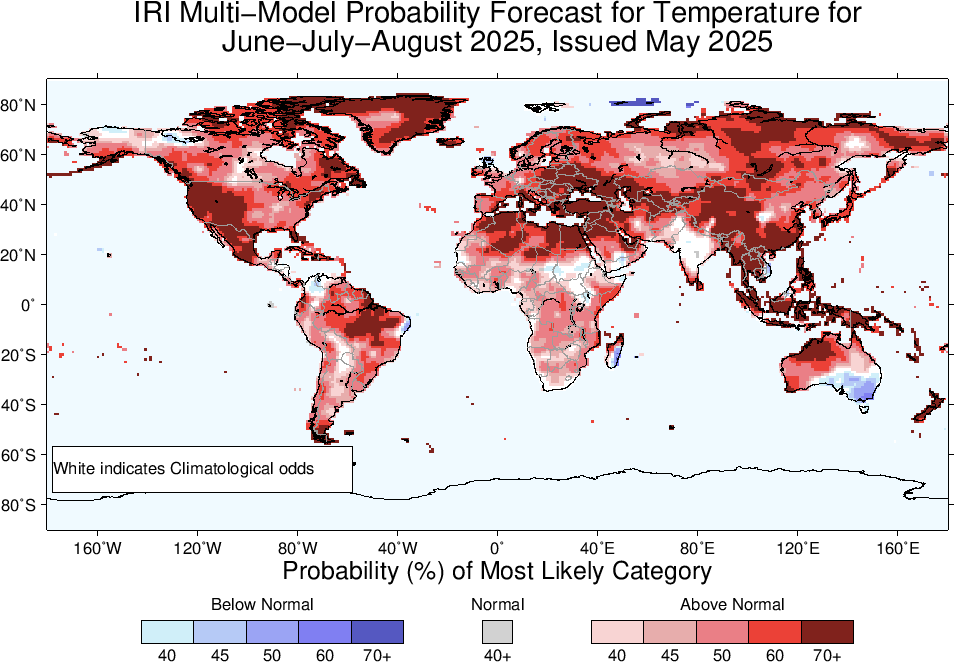 IRI Multi−Model Probability Forecast for Temperature for
June−July−August 2025, Issued May 2025
80˚N
60˚N
40˚N
20˚N
0˚
20˚S
40˚S
60˚S
80˚S
White indicates Climatological odds
160˚W 120˚W 80˚W 40˚W 0˚ 40˚E 80˚E 120˚E 160˚E
Probability (%) of Most Likely Category
Below Normal Normal Above Normal
40 45 50 60 70+ 40+ 40 45 50 60 70+